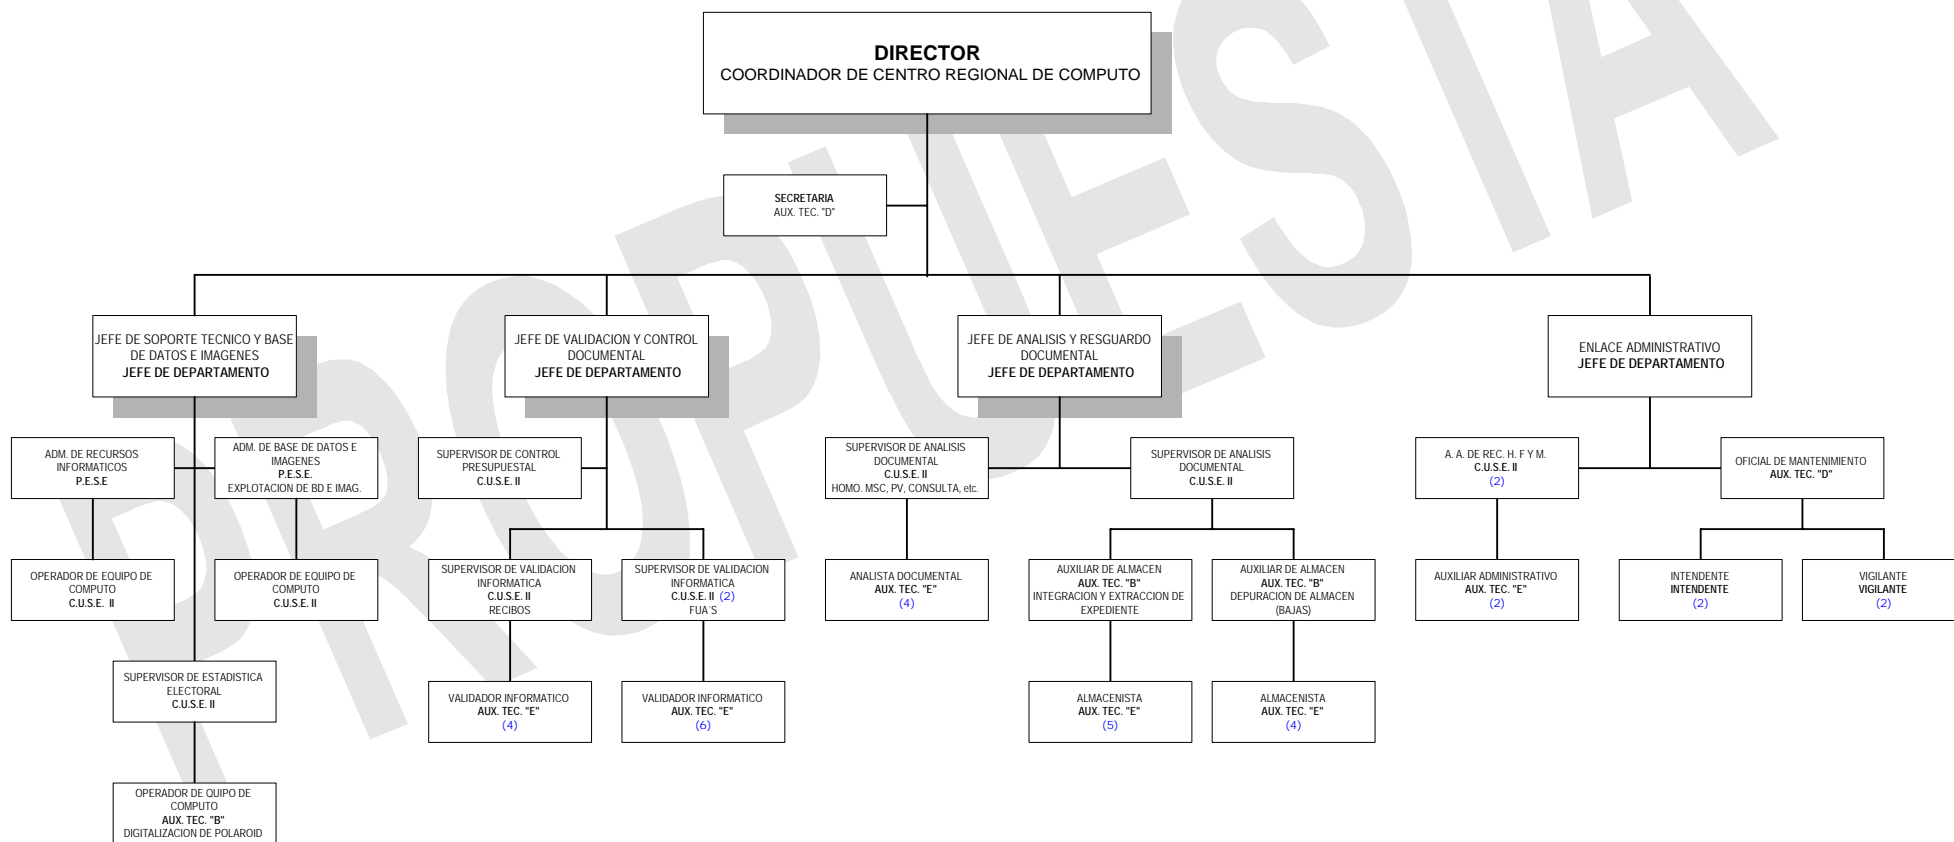 DIRECTOR
COORDINADOR DE CENTRO REGIONAL DE COMPUTO
SECRETARIA
AUX. TEC. "D"
JEFE DE SOPORTE TECNICO Y BASE
DE DATOS E IMAGENES
JEFE DE DEPARTAMENTO
JEFE DE VALIDACION Y CONTROL
DOCUMENTAL
JEFE DE DEPARTAMENTO
JEFE DE ANALISIS Y RESGUARDO
DOCUMENTAL
JEFE DE DEPARTAMENTO
ENLACE ADMINISTRATIVO
JEFE DE DEPARTAMENTO
ADM. DE RECURSOS
INFORMATICOS
P.E.S.E
ADM. DE BASE DE DATOS E
IMAGENES
P.E.S.E.
EXPLOTACION DE BD E IMAG.
SUPERVISOR DE CONTROL
PRESUPUESTAL
C.U.S.E. II
SUPERVISOR DE ANALISIS
DOCUMENTAL
C.U.S.E. II
HOMO. MSC, PV, CONSULTA, etc.
SUPERVISOR DE ANALISIS
DOCUMENTAL
C.U.S.E. II
A. A. DE REC. H. F Y M.
C.U.S.E. II
(2)
OFICIAL DE MANTENIMIENTO
AUX. TEC. "D"
OPERADOR DE EQUIPO DE
COMPUTO
C.U.S.E. II
OPERADOR DE EQUIPO DE
COMPUTO
C.U.S.E. II
SUPERVISOR DE VALIDACION
INFORMATICA
C.U.S.E. II
RECIBOS
SUPERVISOR DE VALIDACION
INFORMATICA
C.U.S.E. II (2)
FUA´S
ANALISTA DOCUMENTAL
AUX. TEC. "E"
(4)
AUXILIAR DE ALMACEN
AUX. TEC. "B"
INTEGRACION Y EXTRACCION DE
EXPEDIENTE
AUXILIAR DE ALMACEN
AUX. TEC. "B"
DEPURACION DE ALMACEN
(BAJAS)
AUXILIAR ADMINISTRATIVO
AUX. TEC. "E"
(2)
INTENDENTE
INTENDENTE
(2)
VIGILANTE
VIGILANTE
(2)
SUPERVISOR DE ESTADISTICA
ELECTORAL
C.U.S.E. II
VALIDADOR INFORMATICO
AUX. TEC. "E"
(4)
VALIDADOR INFORMATICO
AUX. TEC. "E"
(6)
ALMACENISTA
AUX. TEC. "E"
(5)
ALMACENISTA
AUX. TEC. "E"
(4)
OPERADOR DE QUIPO DE
COMPUTO
AUX. TEC. "B"
DIGITALIZACION DE POLAROID
PROPUESTA